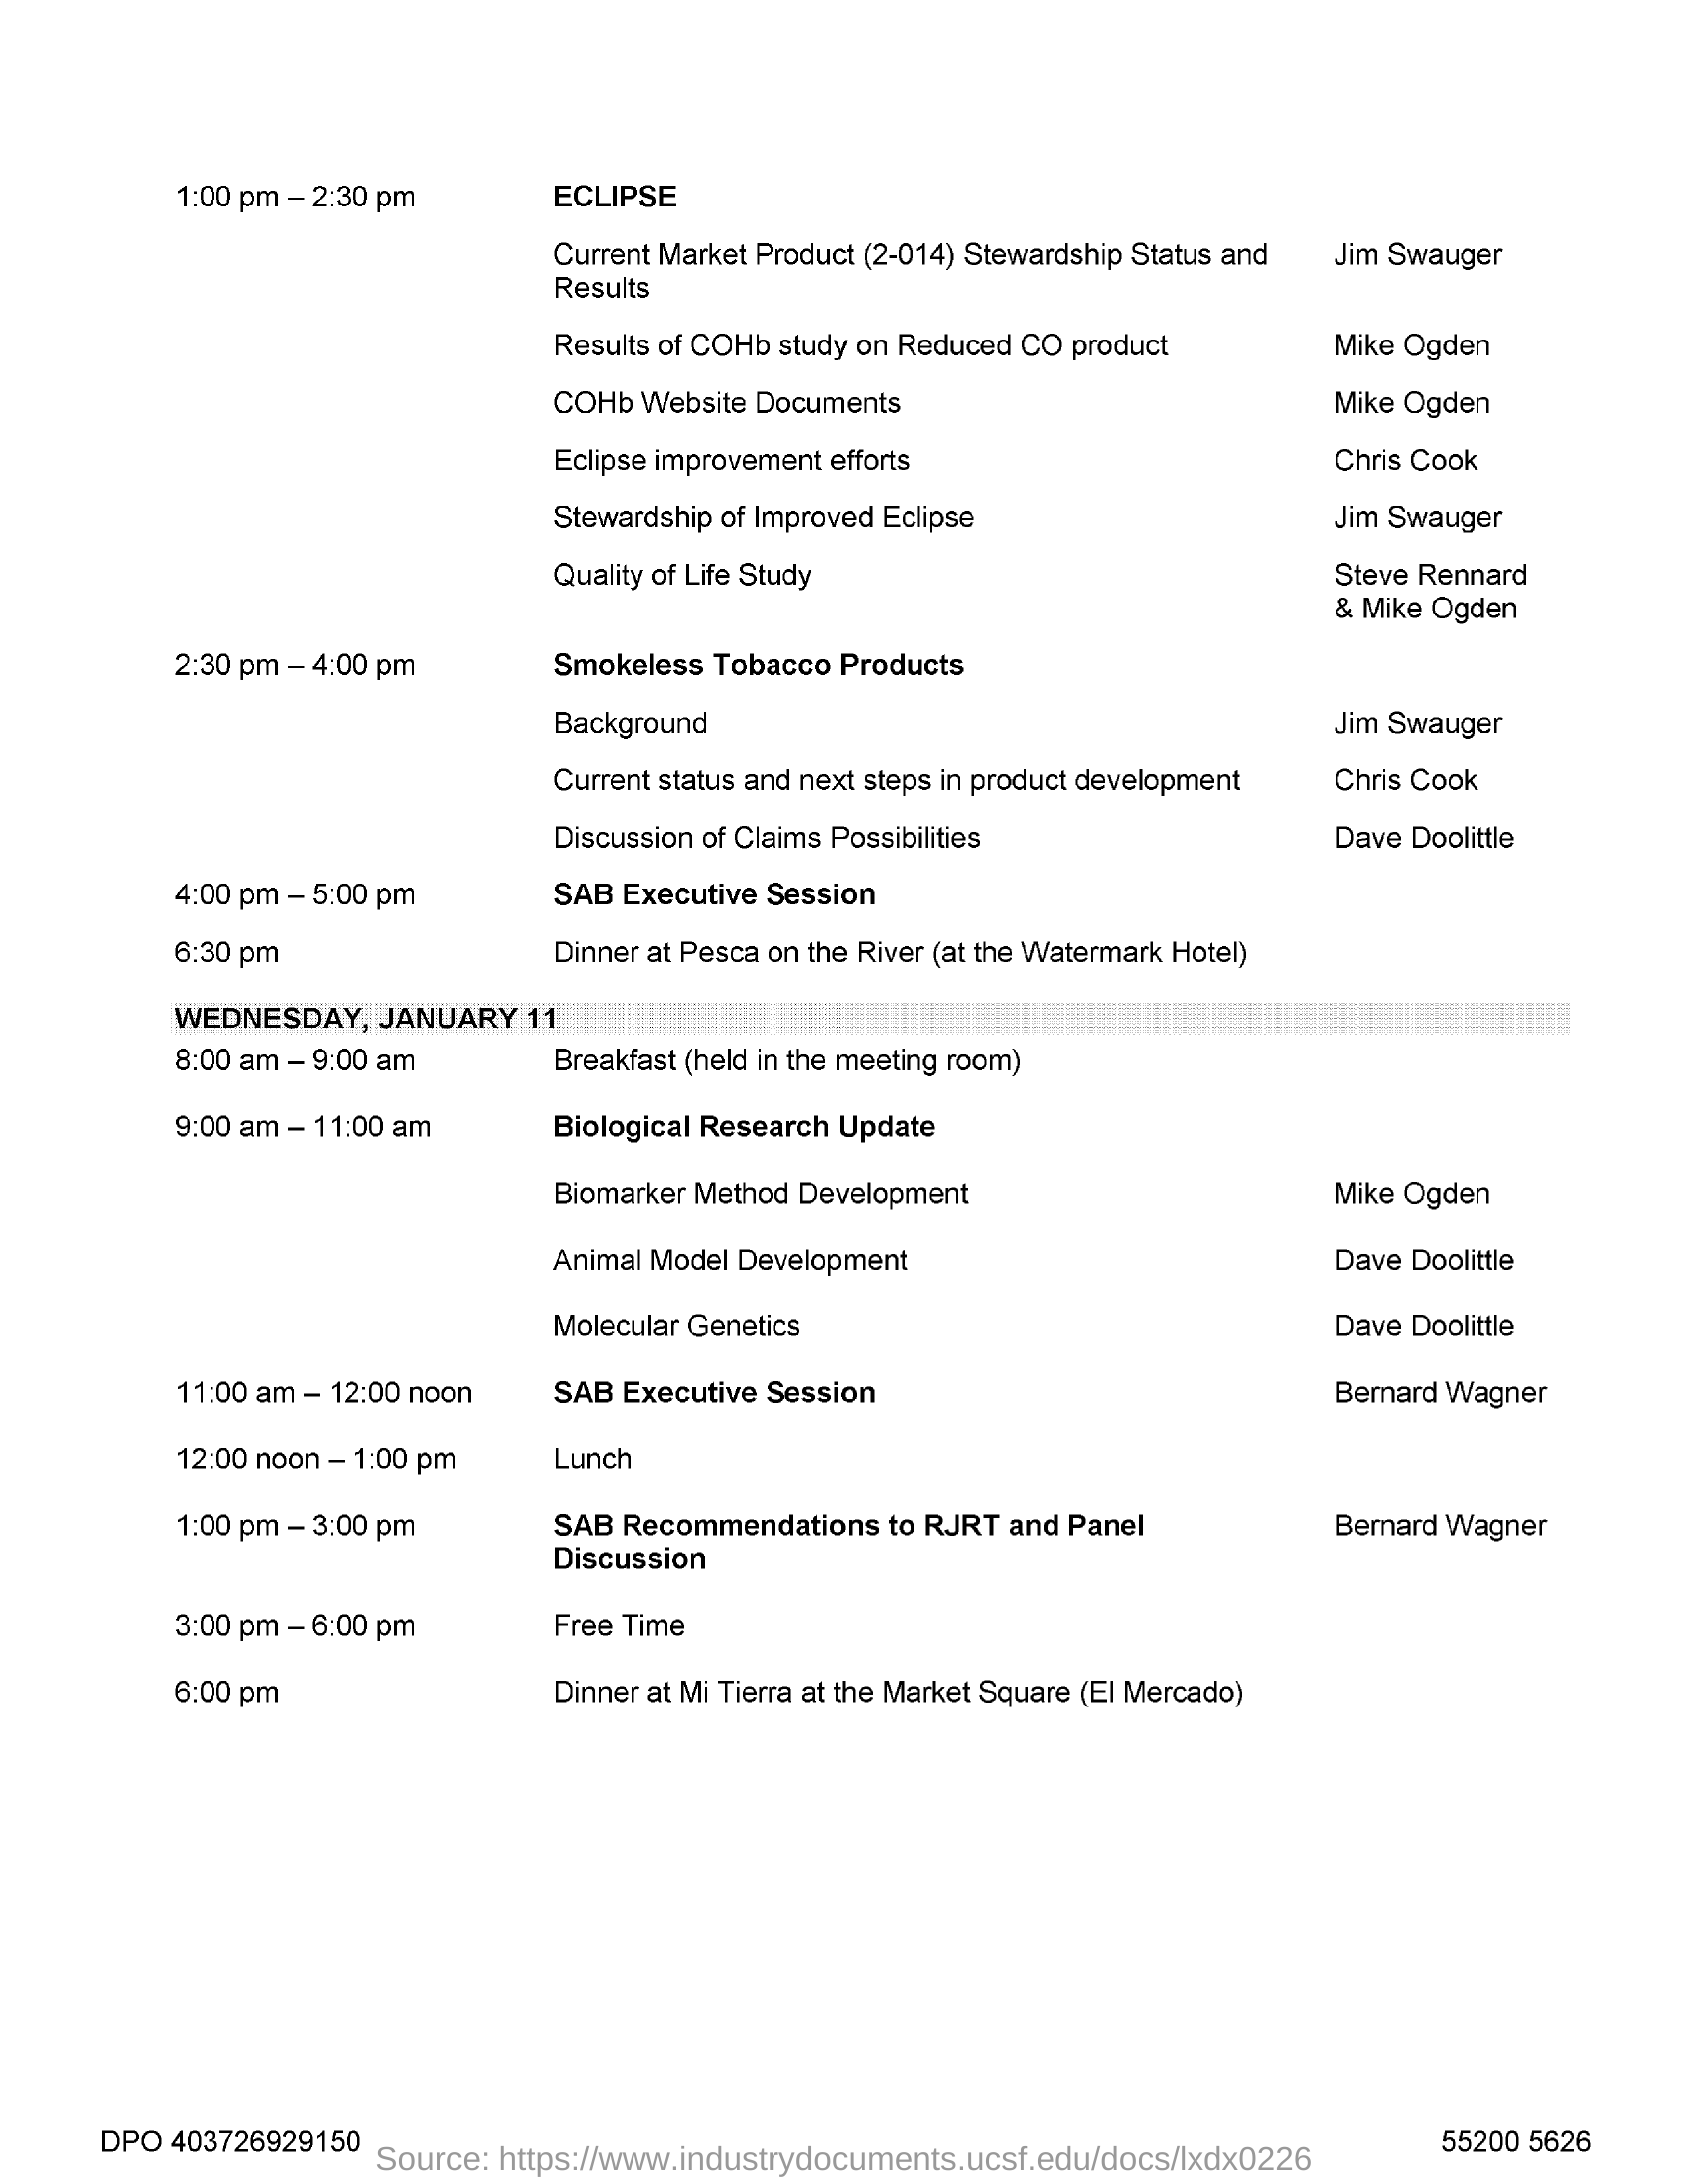 1:00 pm – 2:30 pm ECLIPSE
Current Market Product (2-014) Stewardship Status and Jim Swauger
Results
Results of COHb study on Reduced CO product Mike Ogden
COHb Website Documents Mike Ogden
Eclipse improvement efforts Chris Cook
Stewardship of Improved Eclipse Jim Swauger
Quality of Life Study Steve Rennard
& Mike Ogden
2:30 pm – 4:00 pm Smokeless Tobacco Products
Background Jim Swauger
Current status and next steps in product development Chris Cook
Discussion of Claims Possibilities Dave Doolittle
4:00 pm – 5:00 pm SAB Executive Session
6:30 pm Dinner at Pesca on the River (at the Watermark Hotel)
WEDNESDAY, JANUARY 11
8:00 am – 9:00 am Breakfast (held in the meeting room)
9:00 am – 11:00 am Biological Research Update
Biomarker Method Development Mike Ogden
Animal Model Development Dave Doolittle
Molecular Genetics Dave Doolittle
11:00 am – 12:00 noon SAB Executive Session Bernard Wagner
12:00 noon – 1:00 pm Lunch
1:00 pm – 3:00 pm SAB Recommendations to RJRT and Panel Bernard Wagner
Discussion
3:00 pm – 6:00 pm Free Time
6:00 pm Dinner at Mi Tierra at the Market Square (El Mercado)
DPO 403726929150 55200 5626
Source: https://www.industrydocuments.ucsf.edu/docs/lxdx0226